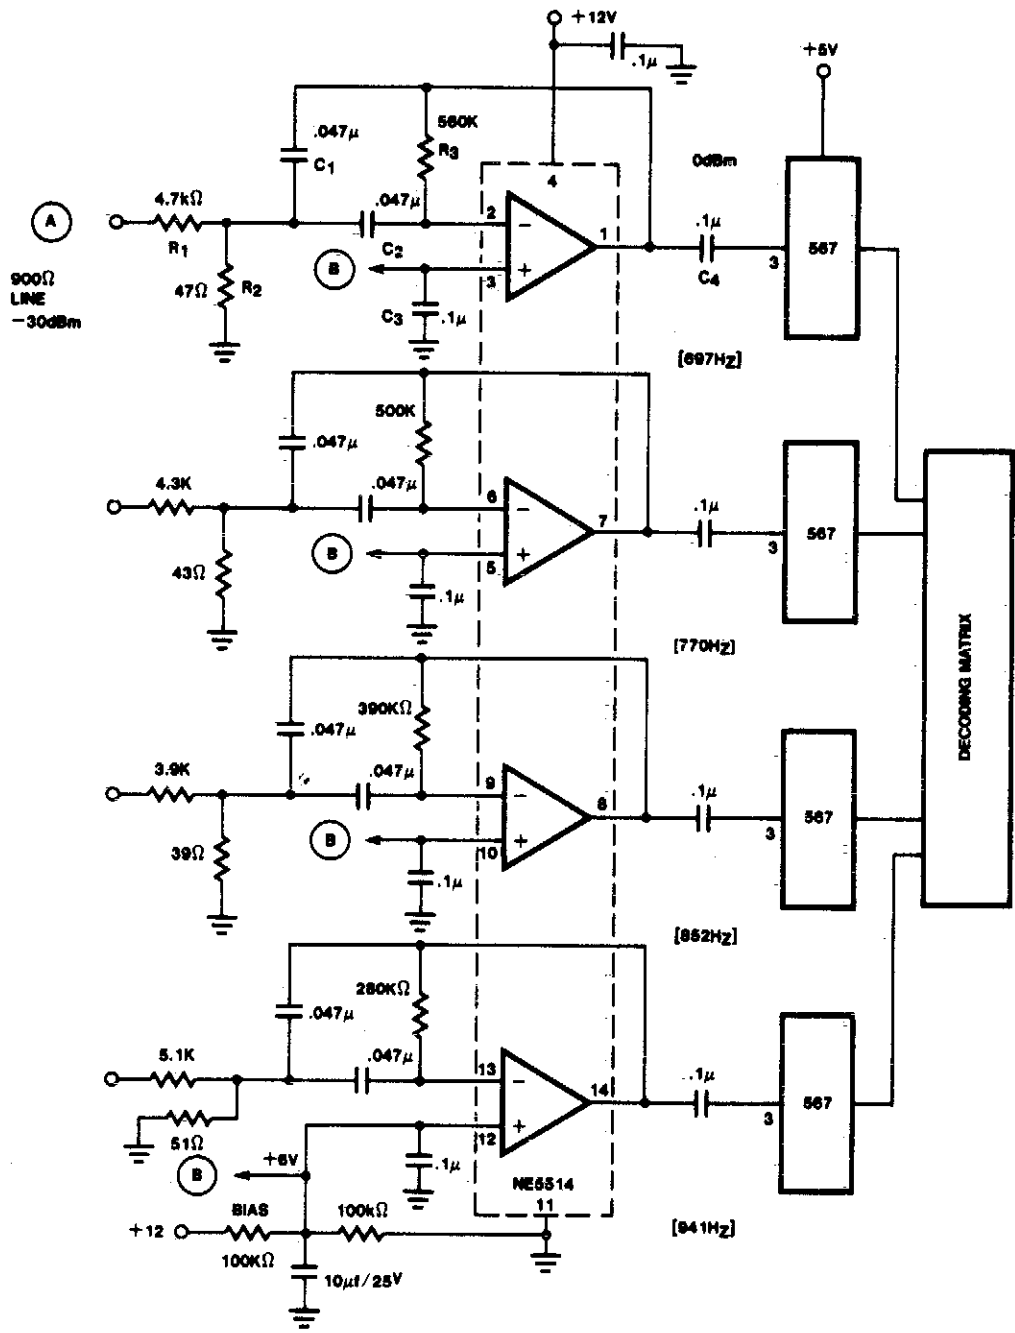 +12V
.1µ
+5V
.047µ
C1
560K
R3
0dBm
4
A
4.7kΩ
R1
.047µ
C2
2
−
1
.1µ
C4
3
567
B
3
+
900Ω
LINE
−30dBm
47Ω
R2
C3
.1µ
[697HZ]
500K
.047µ
4.3K
.047µ
6
−
7
.1µ
3
567
B
5
+
43Ω
.1µ
[770HZ]
DECODING MATRIX
390KΩ
.047µ
3.9K
.047µ
9
−
8
.1µ
3
567
B
10
+
39Ω
.1µ
[852HZ]
280KΩ
.047µ
5.1K
.047µ
13
−
14
.1µ
3
567
12
+
51Ω
.1µ
B
+6V
NE5514
11
+12
BIAS
100KΩ
100kΩ
[941HZ]
10µf/25V